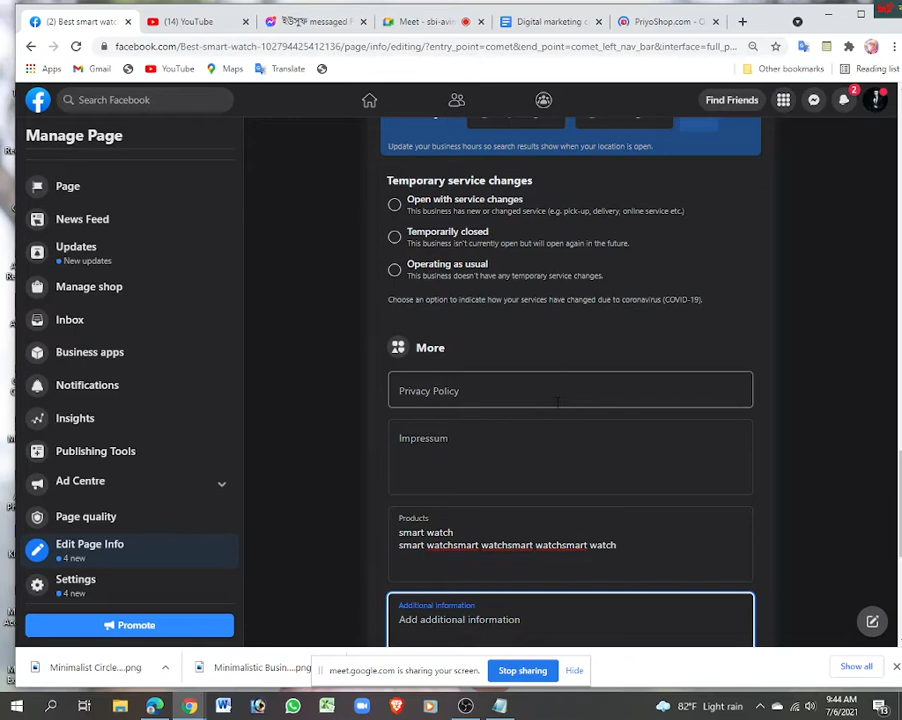 (2) Best smart watch
(14) YouTube
ইউসুফ messaged
Meet - sbi-avin
Digital marketing c
PriyoShop.com - O
facebook.com/Best-smart-watch-102794425412136/page/info/editing/?entry_point=comet&end_point=comet_left_nav_bar&interface=full_p...
Apps
Gmail
YouTube
Maps
Translate
Other bookmarks
Reading list
Search Facebook
Find Friends
2
Manage Page
Page
News Feed
Updates
New updates
Manage shop
Inbox
Business apps
Notifications
Insights
Publishing Tools
Ad Centre
Page quality
Edit Page Info
4 new
Settings
4 new
Promote
Update your business hours so search results show when your location is open.
Temporary service changes
Open with service changes
This business has new or changed service (e.g. pick-up, delivery, online service etc.)
Temporarily closed
This business isn't currently open but will open again in the future.
Operating as usual
This business doesn't have any temporary service changes.
Choose an option to indicate how your services have changed due to coronavirus (COVID-19).
More
Privacy Policy
Impressum
Products
smart watch
smart watchsmart watchsmart watchsmart watch
Additional information
Add additional information
Minimalist Circle....png
Minimalistic Busin....png
meet.google.com is sharing your screen.
Stop sharing
Hide
Show all
82°F Light rain
9:44 AM
7/6/2021